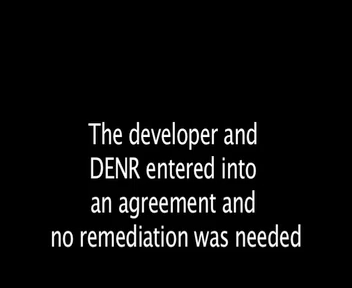 The developer and
DENR entered into
an agreement and
no remediation was needed